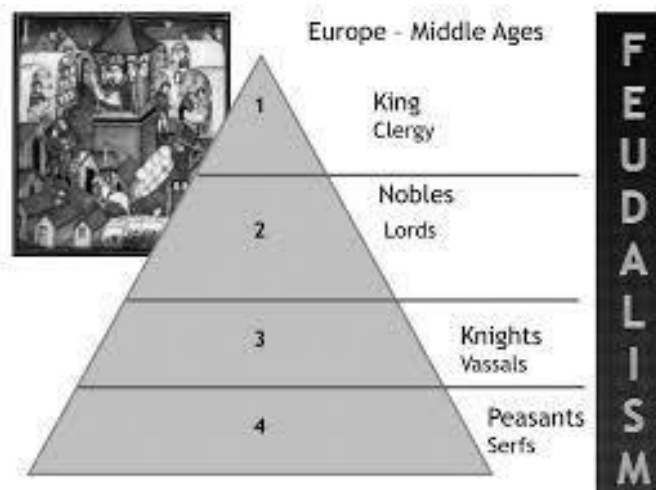 Europe - Middle Ages
1
King
Clergy
Nobles
2
Lords
3
Knights
Vassals
4
Peasants
Serfs
FEUDALISM